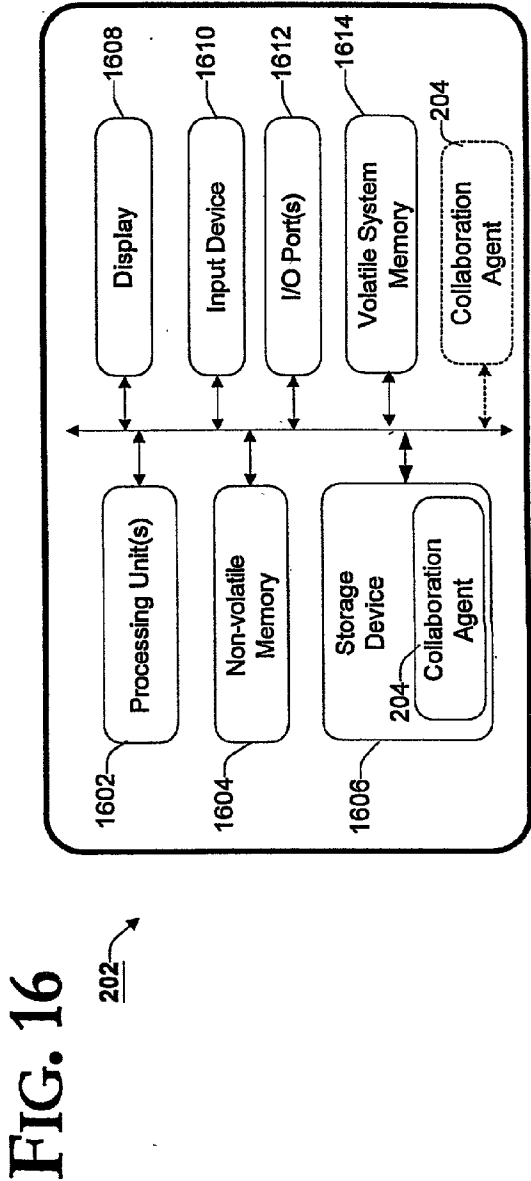 FIG. 16
202
1602
Processing Unit(s)
1604
Non-volatile
Memory
1606
Storage
Device
204
Collaboration
Agent
Display
1608
Input Device
1610
I/O Port(s)
1612
Volatile System
Memory
1614
Collaboration
Agent
204